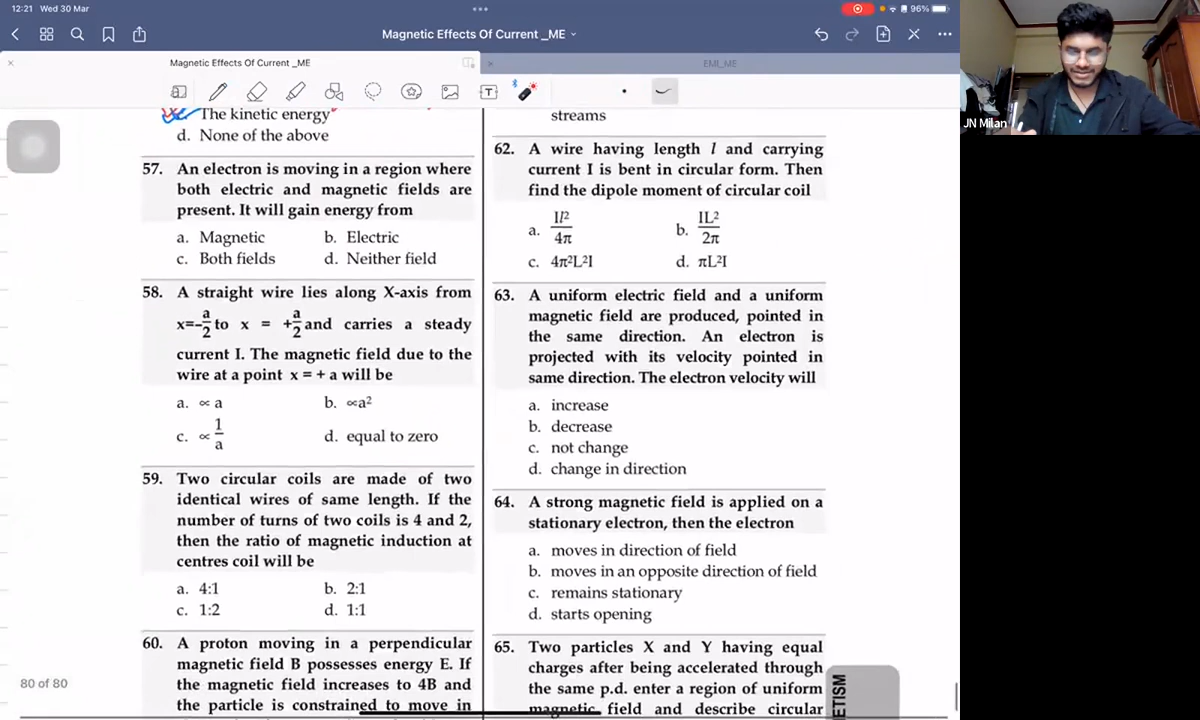 12:21 Wed 30 Mar
96%
Magnetic Effects Of Current _ME
Magnetic Effects Of Current _ME
EMI_ME
JN Milan
The kinetic energy
d. None of the above
57. An electron is moving in a region where
both electric and magnetic fields are
present. It will gain energy from
a. Magnetic b. Electric
c. Both fields d. Neither field
58. A straight wire lies along X-axis from
x=-a/2 to x = +a/2 and carries a steady
current I. The magnetic field due to the
wire at a point x = + a will be
a. ∝ a b. ∝a²
c. ∝ 1/a d. equal to zero
59. Two circular coils are made of two
identical wires of same length. If the
number of turns of two coils is 4 and 2,
then the ratio of magnetic induction at
centres coil will be
a. 4:1 b. 2:1
c. 1:2 d. 1:1
60. A proton moving in a perpendicular
magnetic field B possesses energy E. If
the magnetic field increases to 4B and
the particle is constrained to move in
streams
62. A wire having length l and carrying
current I is bent in circular form. Then
find the dipole moment of circular coil
a. Il²/4π b. IL²/2π
c. 4π²L²I d. πL²I
63. A uniform electric field and a uniform
magnetic field are produced, pointed in
the same direction. An electron is
projected with its velocity pointed in
same direction. The electron velocity will
a. increase
b. decrease
c. not change
d. change in direction
64. A strong magnetic field is applied on a
stationary electron, then the electron
a. moves in direction of field
b. moves in an opposite direction of field
c. remains stationary
d. starts opening
65. Two particles X and Y having equal
charges after being accelerated through
the same p.d. enter a region of uniform
magnetic field and describe circular
ETISM
80 of 80